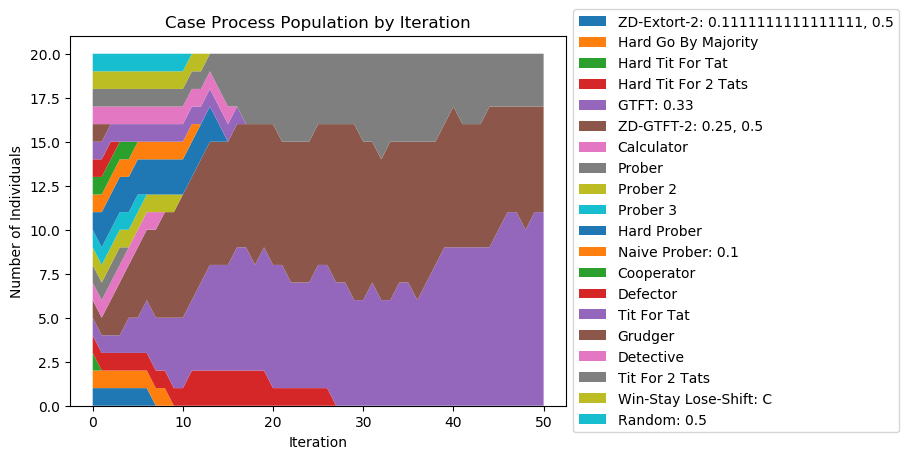 Case Process Population by Iteration
Number of Individuals
20.0
17.5
15.0
12.5
10.0
7.5
5.0
2.5
0.0
0 10 20 30 40 50
Iteration
ZD-Extort-2: 0.1111111111111111, 0.5
Hard Go By Majority
Hard Tit For Tat
Hard Tit For 2 Tats
GTFT: 0.33
ZD-GTFT-2: 0.25, 0.5
Calculator
Prober
Prober 2
Prober 3
Hard Prober
Naive Prober: 0.1
Cooperator
Defector
Tit For Tat
Grudger
Detective
Tit For 2 Tats
Win-Stay Lose-Shift: C
Random: 0.5